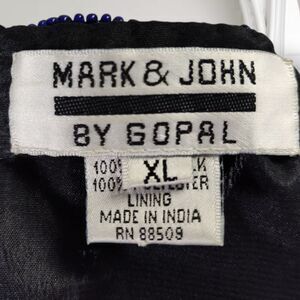 MARK & JOHN
BY GOPAL
XL
100%
100% POLYESTER
LINING
MADE IN INDIA
RN 88509